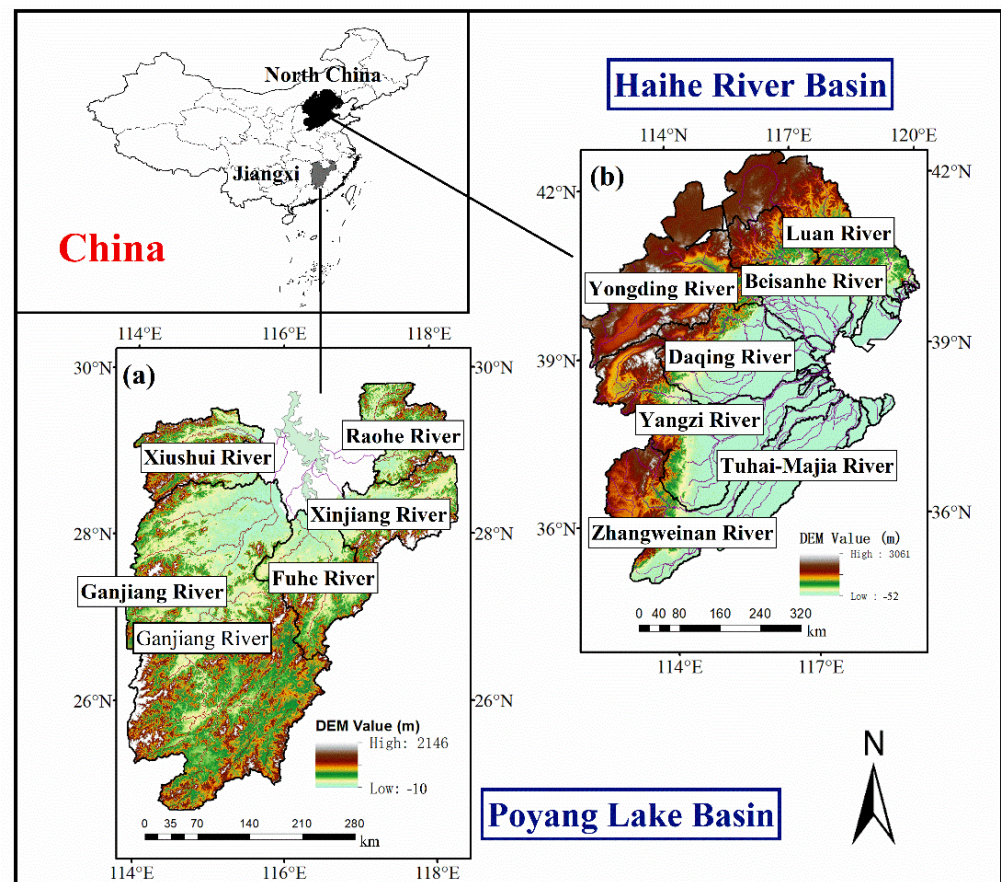 North China
Jiangxi
China
Haihe River Basin
114°N
117°E
120°E
(b)
42°N
42°N
Luan River
Beisanhe River
Yongding River
39°N
39°N
Daqing River
Yangzi River
Tuhai-Majia River
36°N
36°N
Zhangweinan River
DEM Value (m)
High : 3061
Low : -52
0 40 80 160 240 320
km
114°E
117°E
114°E
116°E
118°E
30°N
30°N
(a)
Raohe River
Xiushui River
Xinjiang River
28°N
28°N
Fuhe River
Ganjiang River
Ganjiang River
26°N
26°N
DEM Value (m)
High: 2146
Low: -10
0 35 70 140 210 280
km
114°E
116°E
118°E
Poyang Lake Basin
N